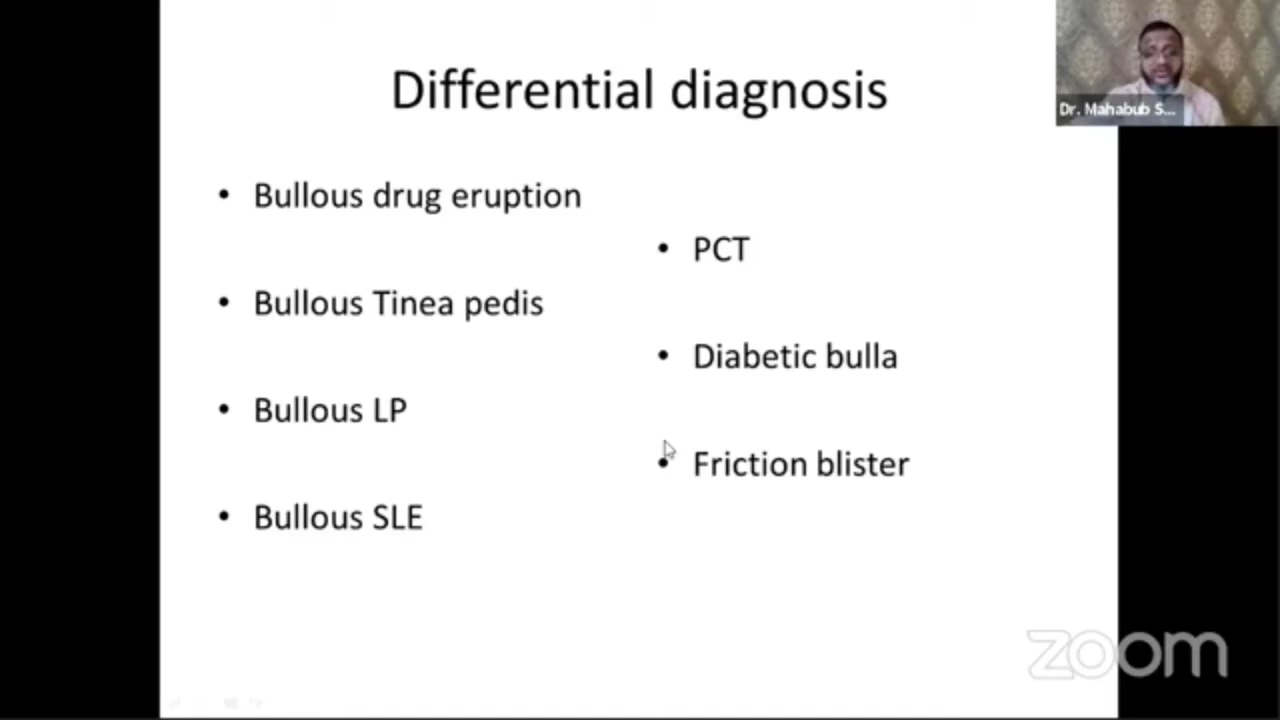 Differential diagnosis
Dr. Mahabub S...
• Bullous drug eruption
• Bullous Tinea pedis
• Bullous LP
• Bullous SLE
• PCT
• Diabetic bulla
• Friction blister
zoom